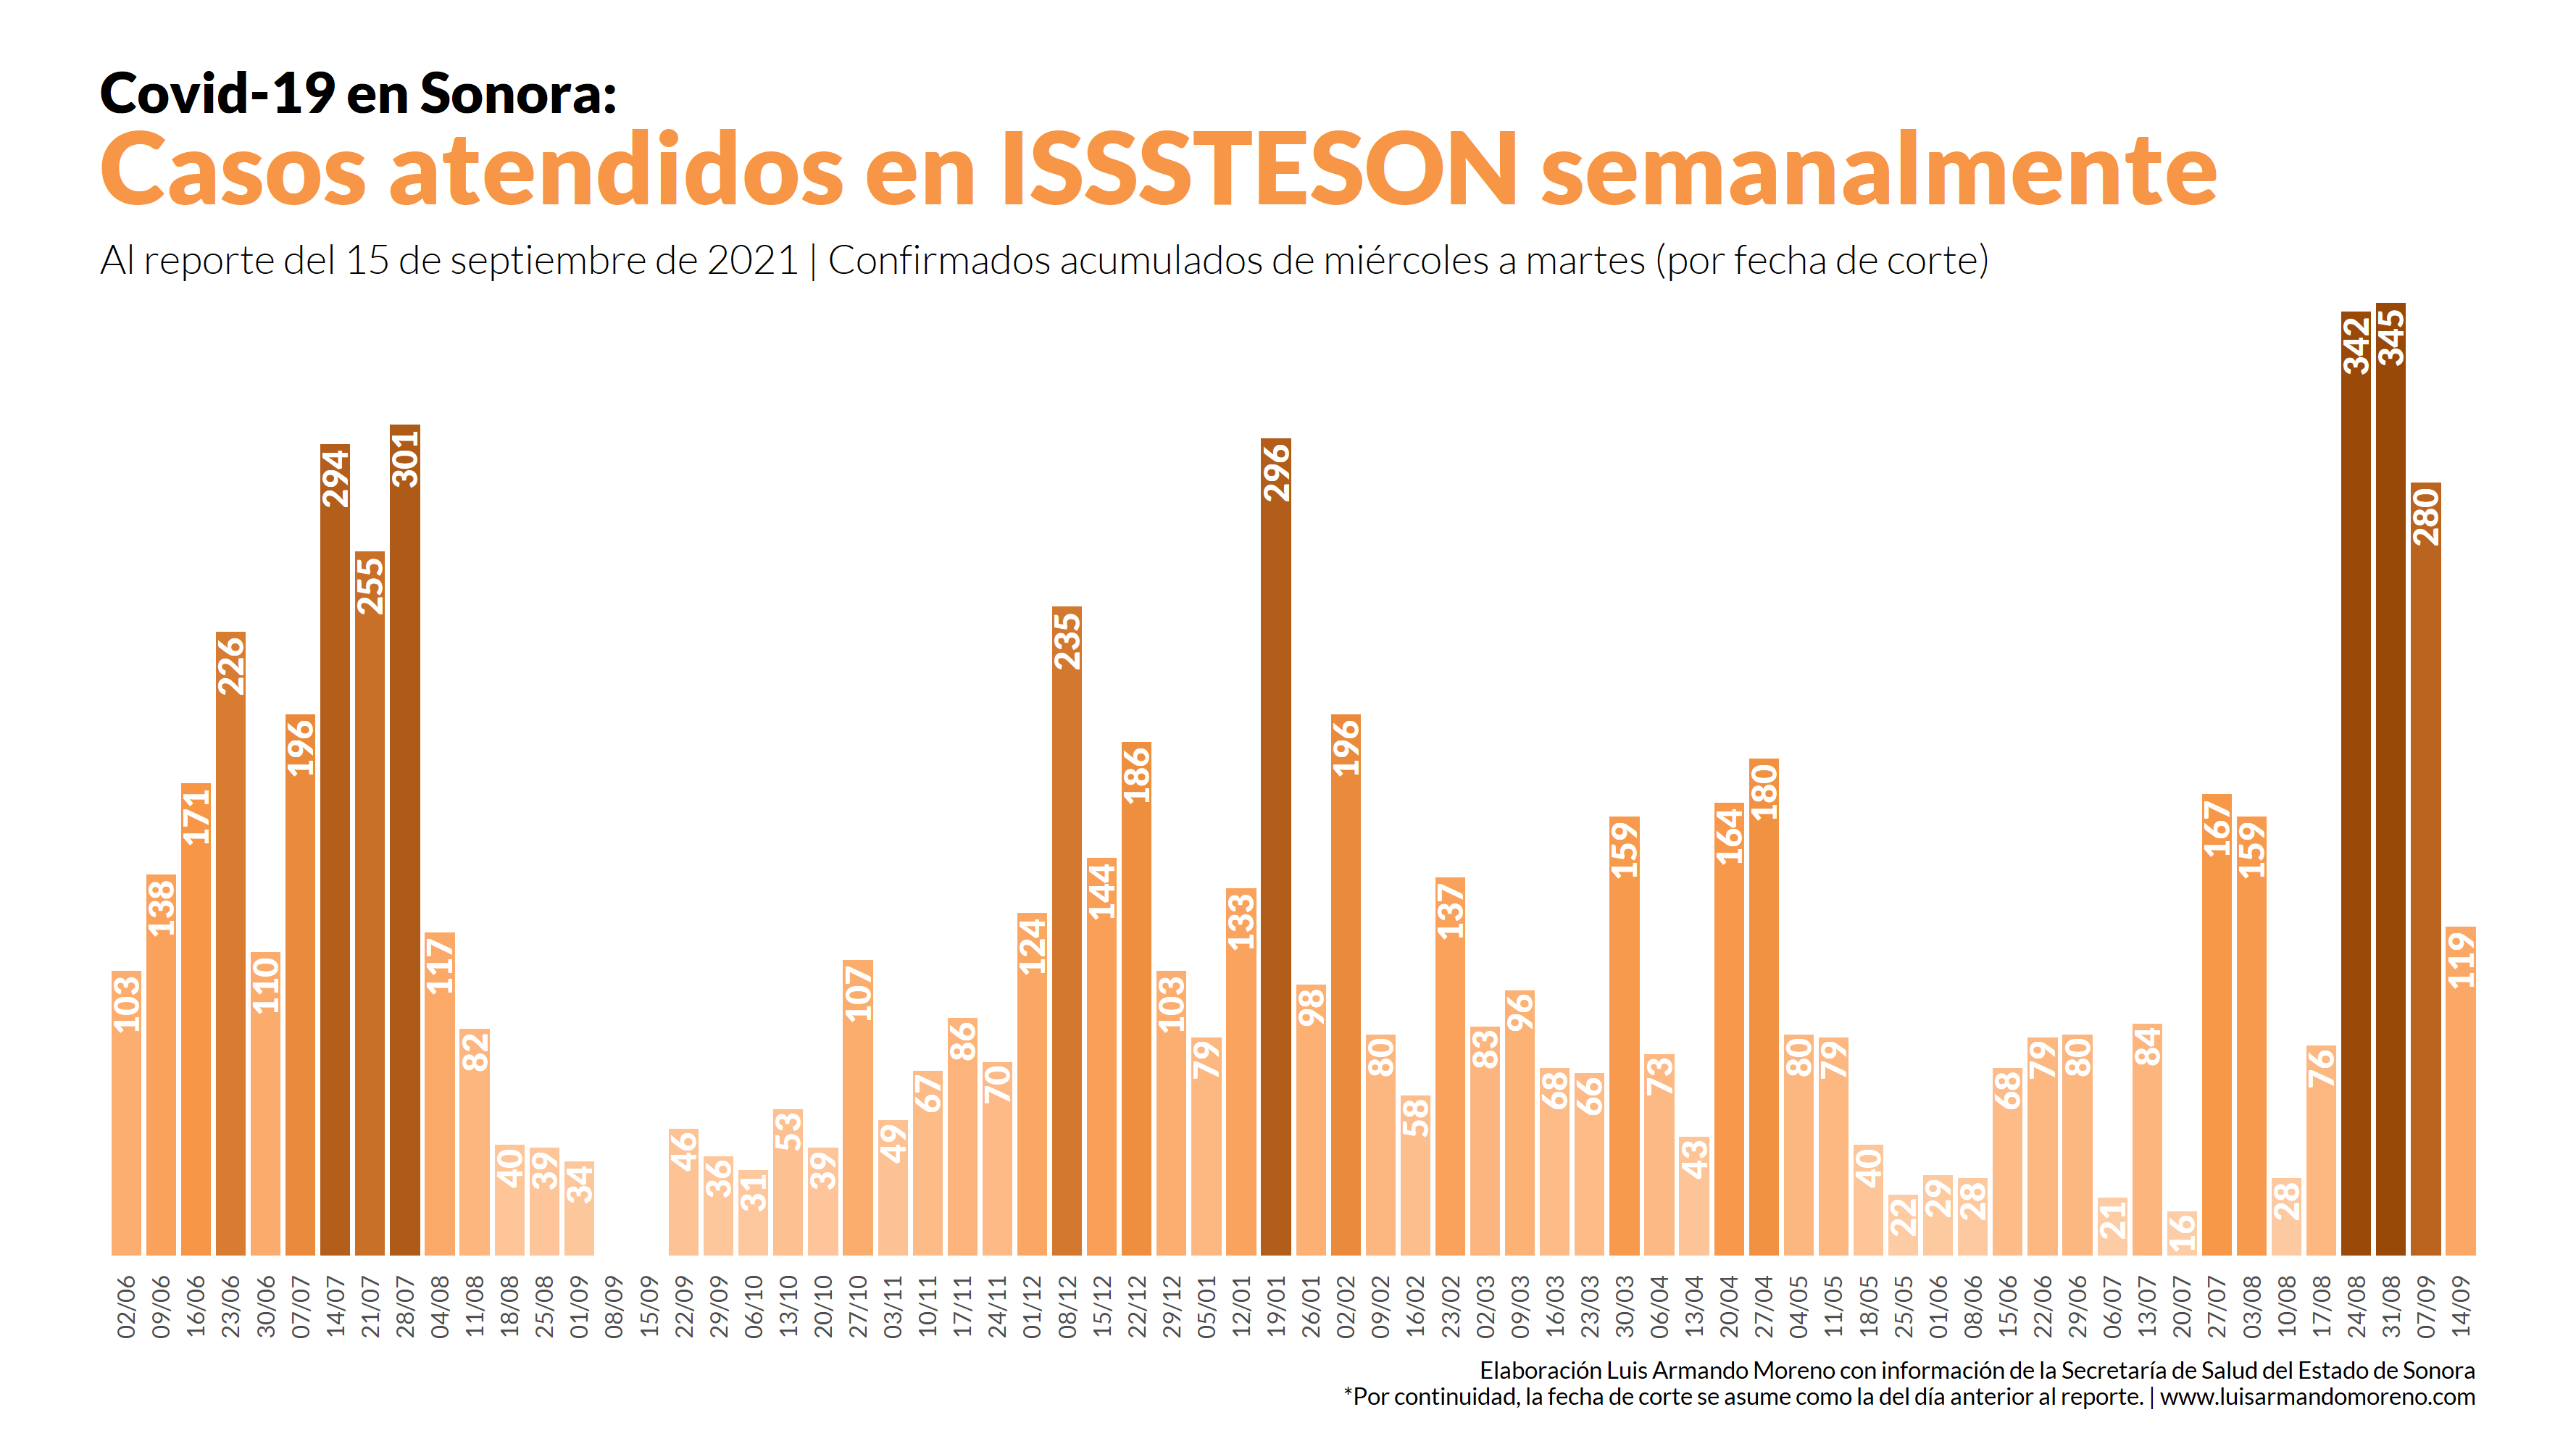 Covid-19 en Sonora:
Casos atendidos en ISSSTESON semanalmente
Al reporte del 15 de septiembre de 2021 | Confirmados acumulados de miércoles a martes (por fecha de corte)
103 138 171 226 110 196 294 255 301 117 82 40 39 34 46 36 31 53 39 107 49 67 86 70 124 235 144 186 103 79 133 296 98 196 80 58 137 83 96 68 66 159 73 43 164 180 80 79 40 22 29 28 68 79 80 21 84 16 167 159 28 76 342 345 280 119
02/06 09/06 16/06 23/06 30/06 07/07 14/07 21/07 28/07 04/08 11/08 18/08 25/08 01/09 08/09 15/09 22/09 29/09 06/10 13/10 20/10 27/10 03/11 10/11 17/11 24/11 01/12 08/12 15/12 22/12 29/12 05/01 12/01 19/01 26/01 02/02 09/02 16/02 23/02 02/03 09/03 16/03 23/03 30/03 06/04 13/04 20/04 27/04 04/05 11/05 18/05 25/05 01/06 08/06 15/06 22/06 29/06 06/07 13/07 20/07 27/07 03/08 10/08 17/08 24/08 31/08 07/09 14/09
Elaboración Luis Armando Moreno con información de la Secretaría de Salud del Estado de Sonora
*Por continuidad, la fecha de corte se asume como la del día anterior al reporte. | www.luisarmandomoreno.com